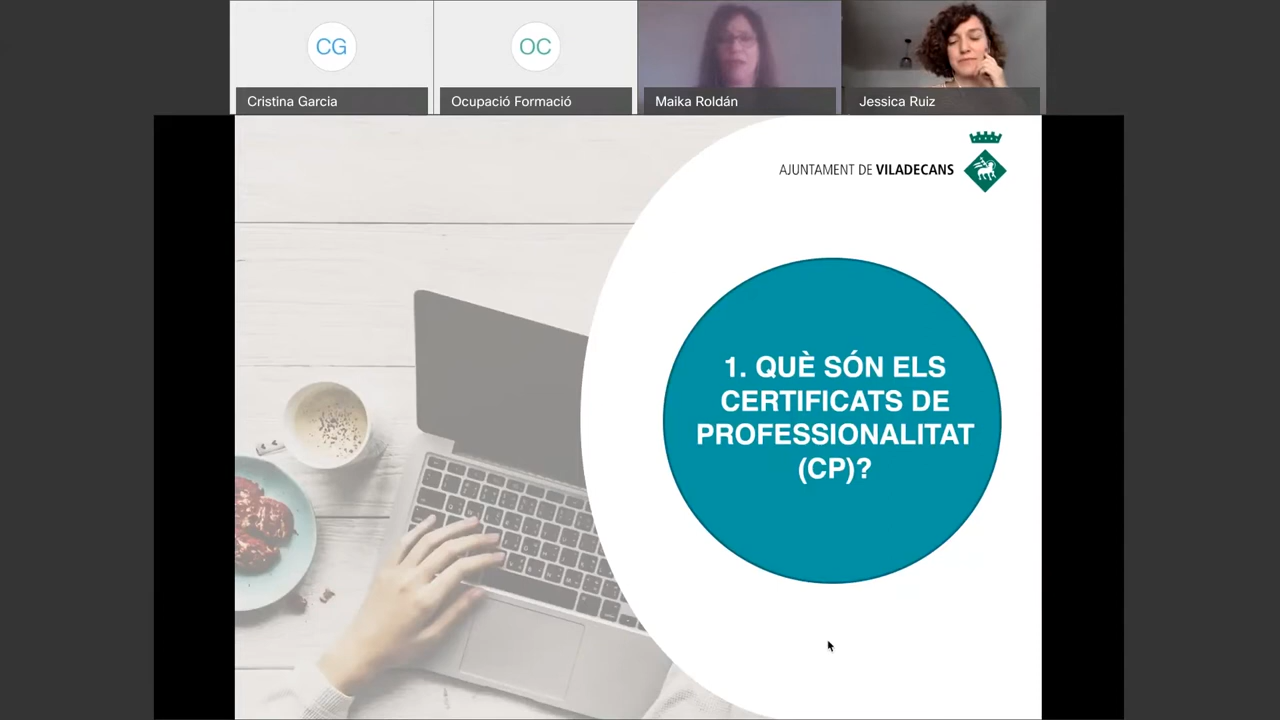 CG
OC
Cristina Garcia
Ocupació Formació
Maika Roldán
Jessica Ruiz
AJUNTAMENT DE VILADECANS
1. QUÈ SÓN ELS
CERTIFICATS DE
PROFESSIONALITAT
(CP)?